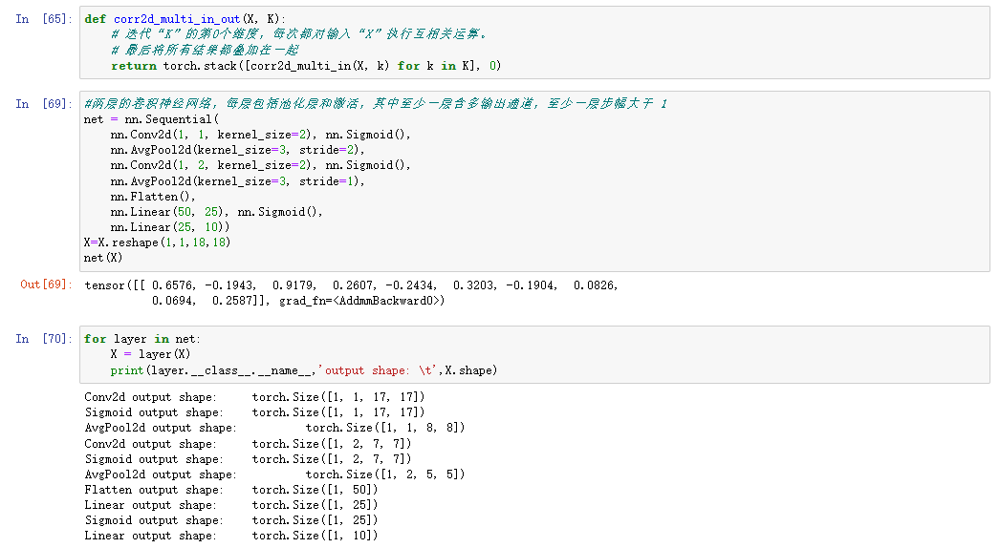 In [65]: def corr2d_multi_in_out(X, K):
# 迭代“K”的第0个维度，每次都对输入“X”执行互相关运算。
# 最后将所有结果都叠加在一起
return torch.stack([corr2d_multi_in(X, k) for k in K], 0)
In [69]: #两层的卷积神经网络，每层包括池化层和激活，其中至少一层含多输出通道，至少一层步幅大于 1
net = nn.Sequential(
nn.Conv2d(1, 1, kernel_size=2), nn.Sigmoid(),
nn.AvgPool2d(kernel_size=3, stride=2),
nn.Conv2d(1, 2, kernel_size=2), nn.Sigmoid(),
nn.AvgPool2d(kernel_size=3, stride=1),
nn.Flatten(),
nn.Linear(50, 25), nn.Sigmoid(),
nn.Linear(25, 10))
X=X.reshape(1,1,18,18)
net(X)
Out[69]: tensor([[ 0.6576, -0.1943, 0.9179, 0.2607, -0.2434, 0.3203, -0.1904, 0.0826,
0.0694, 0.2587]], grad_fn=<AddmmBackward0>)
In [70]: for layer in net:
X = layer(X)
print(layer.__class__.__name__,'output shape: \t',X.shape)
Conv2d output shape: torch.Size([1, 1, 17, 17])
Sigmoid output shape: torch.Size([1, 1, 17, 17])
AvgPool2d output shape: torch.Size([1, 1, 8, 8])
Conv2d output shape: torch.Size([1, 2, 7, 7])
Sigmoid output shape: torch.Size([1, 2, 7, 7])
AvgPool2d output shape: torch.Size([1, 2, 5, 5])
Flatten output shape: torch.Size([1, 50])
Linear output shape: torch.Size([1, 25])
Sigmoid output shape: torch.Size([1, 25])
Linear output shape: torch.Size([1, 10])